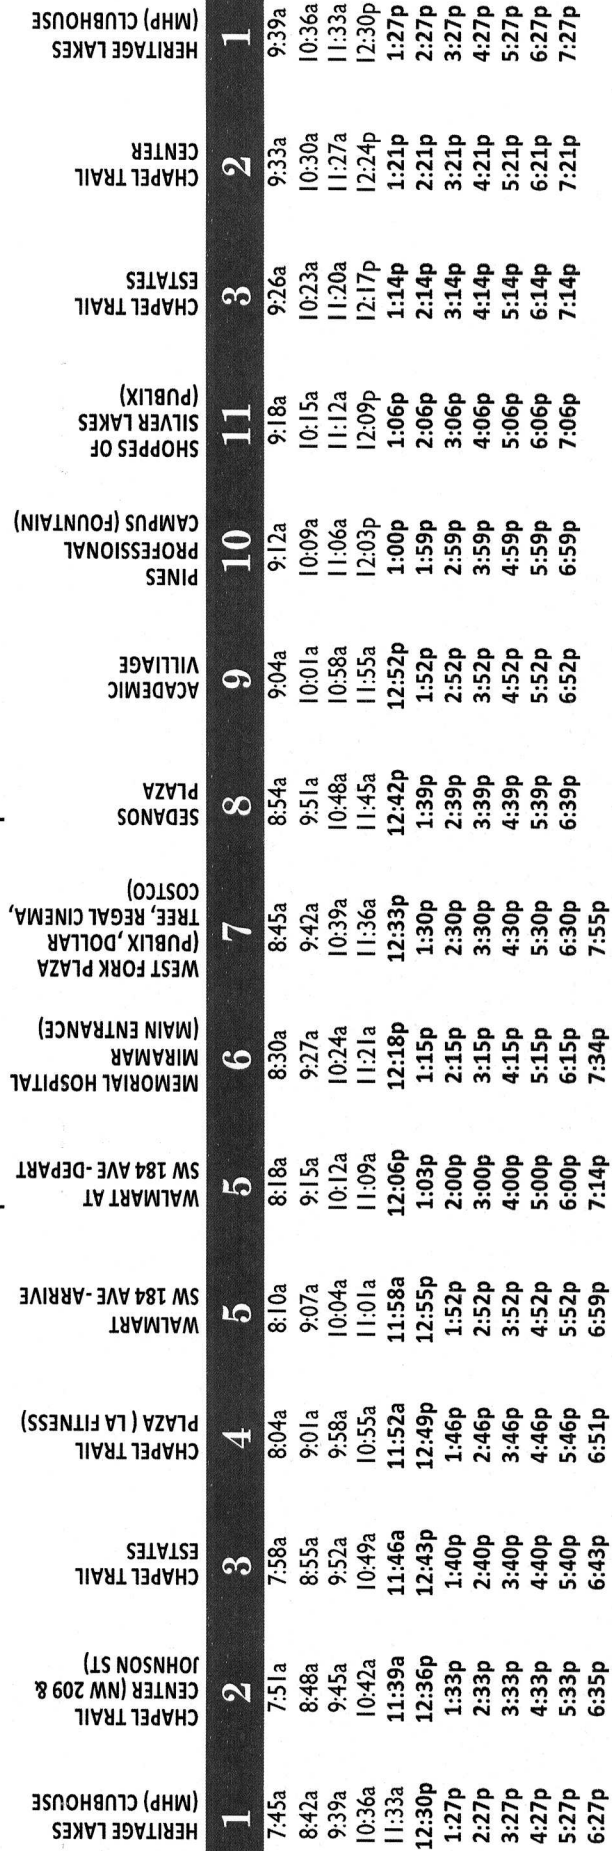 HERITAGE LAKES
(MHP) CLUBHOUSE
CHAPEL TRAIL
CENTER (NW 209 &
JOHNSON ST)
CHAPEL TRAIL
ESTATES
CHAPEL TRAIL
PLAZA ( LA FITNESS)
WALMART
SW 184 AVE -ARRIVE
WALMART AT
SW 184 AVE -DEPART
MEMORIAL HOSPITAL
MIRAMAR
(MAIN ENTRANCE)
WEST FORK PLAZA
(PUBLIX ,DOLLAR
TREE, REGAL CINEMA,
COSTCO)
SEDANOS
PLAZA
ACADEMIC
VILLIAGE
PINES
PROFESSIONAL
CAMPUS (FOUNTAIN)
SHOPPES OF
SILVER LAKES
(PUBLIX)
CHAPEL TRAIL
ESTATES
CHAPEL TRAIL
CENTER
HERITAGE LAKES
(MHP) CLUBHOUSE
1 2 3 4 5 5 6 7 8 9 10 11 3 2 1
7:45a 7:51a 7:58a 8:04a 8:10a 8:18a 8:30a 8:45a 8:54a 9:04a 9:12a 9:18a 9:26a 9:33a 9:39a
8:42a 8:48a 8:55a 9:01a 9:07a 9:15a 9:27a 9:42a 9:51a 10:01a 10:09a 10:15a 10:23a 10:30a 10:36a
9:39a 9:45a 9:52a 9:58a 10:04a 10:12a 10:24a 10:39a 10:48a 10:58a 11:06a 11:12a 11:20a 11:27a 11:33a
10:36a 10:42a 10:49a 10:55a 11:01a 11:09a 11:21a 11:36a 11:45a 11:55a 12:03p 12:09p 12:17p 12:24p 12:30p
11:33a 11:39a 11:46a 11:52a 11:58a 12:06p 12:18p 12:33p 12:42p 12:52p 1:00p 1:06p 1:14p 1:21p 1:27p
12:30p 12:36p 12:43p 12:49p 12:55p 1:03p 1:15p 1:30p 1:39p 1:52p 1:59p 2:06p 2:14p 2:21p 2:27p
1:27p 1:33p 1:40p 1:46p 1:52p 2:00p 2:15p 2:30p 2:39p 2:52p 2:59p 3:06p 3:14p 3:21p 3:27p
2:27p 2:33p 2:40p 2:46p 2:52p 3:00p 3:15p 3:30p 3:39p 3:52p 3:59p 4:06p 4:14p 4:21p 4:27p
3:27p 3:33p 3:40p 3:46p 3:52p 4:00p 4:15p 4:30p 4:39p 4:52p 4:59p 5:06p 5:14p 5:21p 5:27p
4:27p 4:33p 4:40p 4:46p 4:52p 5:00p 5:15p 5:30p 5:39p 5:52p 5:59p 6:06p 6:14p 6:21p 6:27p
5:27p 5:33p 5:40p 5:46p 5:52p 6:00p 6:15p 6:30p 6:39p 6:52p 6:59p 7:06p 7:14p 7:21p 7:27p
6:27p 6:35p 6:43p 6:51p 6:59p 7:14p 7:34p 7:55p